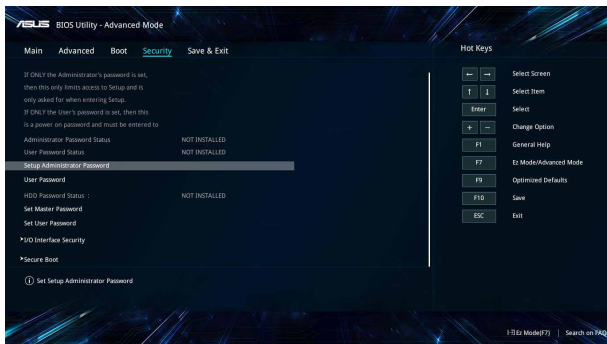 ASUS BIOS Utility - Advanced Mode
Main Advanced Boot Security Save & Exit
If ONLY the Administrator's password is set,
then this only limits access to Setup and is
only asked for when entering Setup.
If ONLY the User's password is set, then this
is a power on password and must be entered to
Administrator Password Status NOT INSTALLED
User Password Status NOT INSTALLED
Setup Administrator Password
User Password
HDD Password Status : NOT INSTALLED
Set Master Password
Set User Password
>I/O Interface Security
>Secure Boot
Set Setup Administrator Password
Hot Keys
← → Select Screen
↑ ↓ Select Item
Enter Select
+ − Change Option
F1 General Help
F7 Ez Mode/Advanced Mode
F9 Optimized Defaults
F10 Save
ESC Exit
Ez Mode(F7) | Search on FAQ